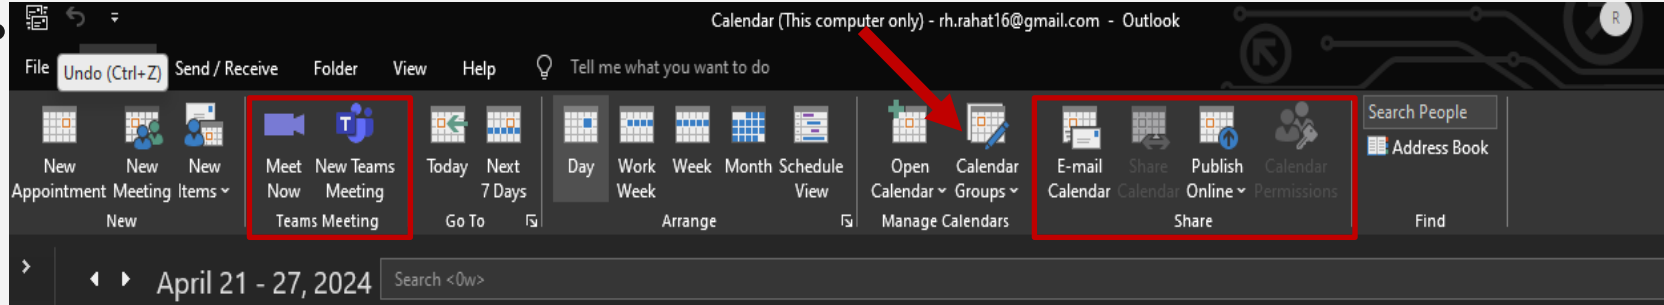 Calendar (This computer only) - rh.rahat16@gmail.com - Outlook
R
File
Undo (Ctrl+Z)
Send / Receive
Folder
View
Help
Tell me what you want to do
New Appointment
New Meeting
New Items
New
Meet Now
New Teams Meeting
Teams Meeting
Today
Next 7 Days
Go To
Day
Work Week
Week
Month
Schedule View
Arrange
Open Calendar
Calendar Groups
Manage Calendars
E-mail Calendar
Share Calendar
Publish Online
Calendar Permissions
Share
Search People
Address Book
Find
April 21 - 27, 2024
Search <0w>